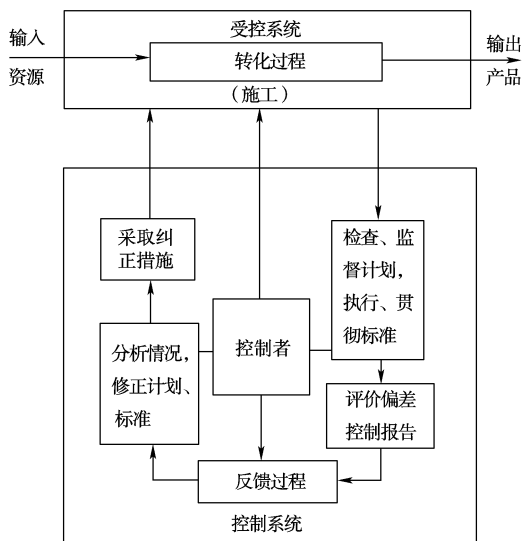 输入
资源
受控系统
转化过程
（施工）
输出
产品
采取纠
正措施
检查、监
督计划，
执行、贯
彻标准
分析情况，
修正计划、
标准
控制者
评价偏差
控制报告
反馈过程
控制系统